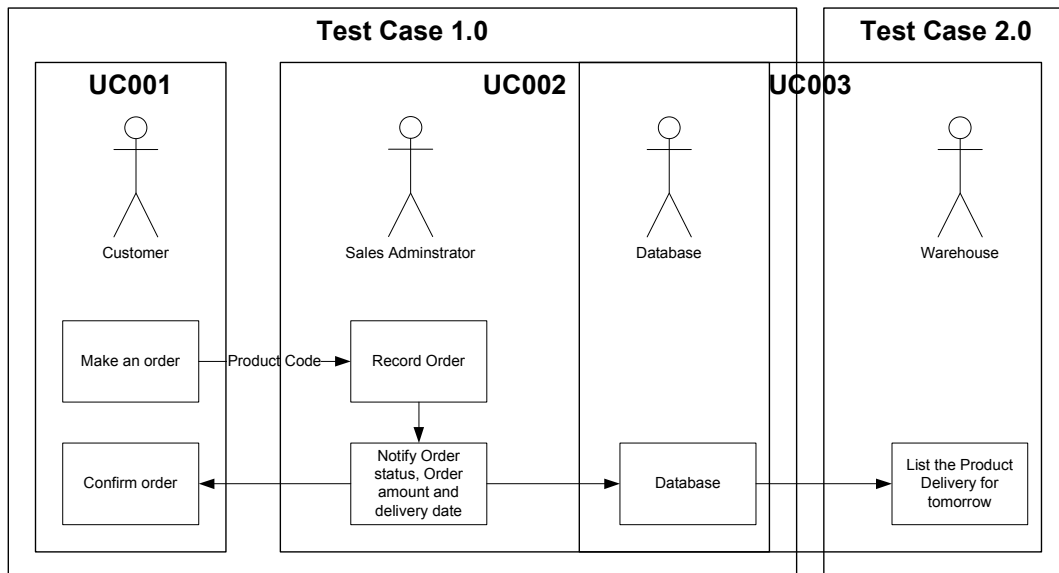 Test Case 1.0
Test Case 2.0
UC001
UC002
UC003
Customer
Sales Adminstrator
Database
Warehouse
Make an order
Product Code
Record Order
Confirm order
Notify Order
status, Order
amount and
delivery date
Database
List the Product
Delivery for
tomorrow